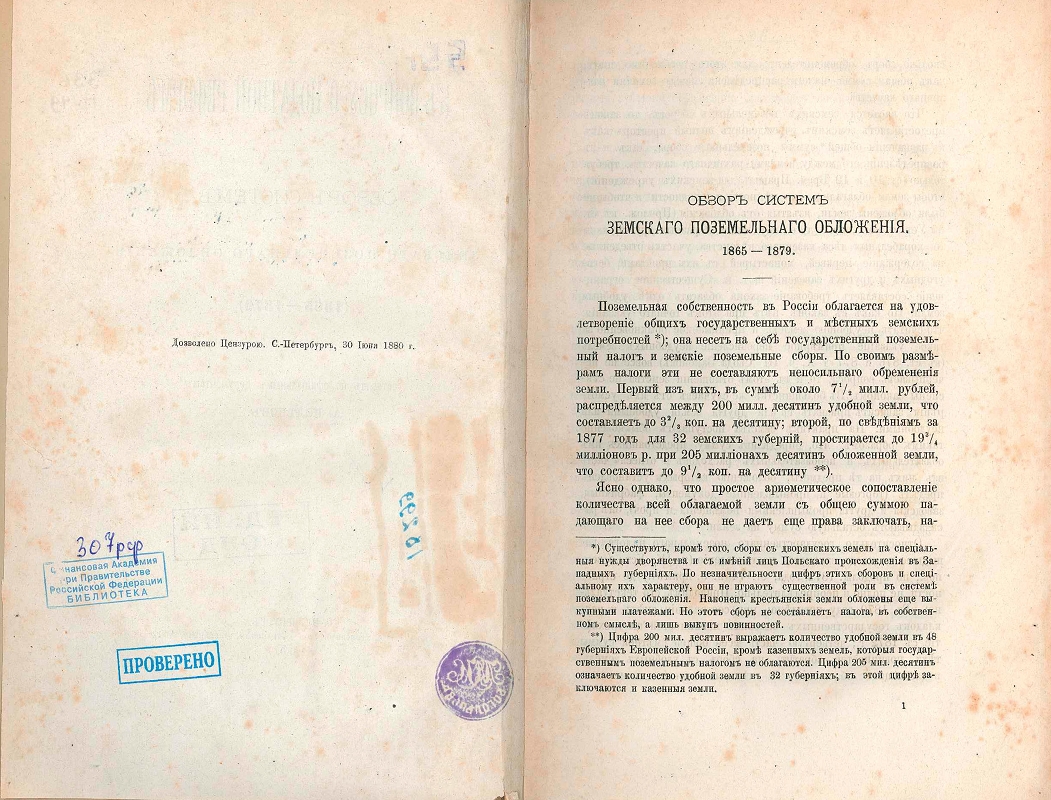 Дозволено Цензурою. С.-Петербургъ, 30 Іюня 1880 г.
307рдф
Финансовая Академия
при Правительстве
Российской Федерации
БИБЛИОТЕКА
ПРОВЕРЕНО
ОБЗОРЪ СИСТЕМЪ
ЗЕМСКАГО ПОЗЕМЕЛЬНАГО ОБЛОЖЕНІЯ.
1865 — 1879.
Поземельная собственность въ Россіи облагается на удов-
летвореніе общихъ государственныхъ и мѣстныхъ земскихъ
потребностей *); она несетъ на себѣ государственный поземель-
ный налогъ и земскіе поземельные сборы. По своимъ размѣ-
рамъ налоги эти не составляютъ непосильнаго обремененія
земли. Первый изъ нихъ, въ суммѣ около 7¹/₂ милл. рублей,
распредѣляется между 200 милл. десятинъ удобной земли, что
составляетъ до 3²/₃ коп. на десятину; второй, по свѣдѣніямъ за
1877 годъ для 32 земскихъ губерній, простирается до 19³/₄
милліоновъ р. при 205 милліонахъ десятинъ обложенной земли,
что составитъ до 9¹/₂ коп. на десятину **).
Ясно однако, что простое ариѳметическое сопоставленіе
количества всей облагаемой земли съ общею суммою па-
дающаго на нее сбора не даетъ еще права заключать, на-
*) Существуютъ, кромѣ того, сборы съ дворянскихъ земель на спеціаль-
ныя нужды дворянства и съ имѣній лицъ Польскаго происхожденія въ За-
падныхъ губерніяхъ. По незначительности цифръ этихъ сборовъ и спеці-
альному ихъ характеру, они не играютъ существенной роли въ системѣ
поземельнаго обложенія. Наконецъ крестьянскія земли обложены еще вы-
купными платежами. Но этотъ сборъ не составляетъ налога, въ собствен-
номъ смыслѣ, а лишь выкупъ повинностей.
**) Цифра 200 мил. десятинъ выражаетъ количество удобной земли въ 48
губерніяхъ Европейской Россіи, кромѣ казенныхъ земель, которыя государ-
ственнымъ поземельнымъ налогомъ не облагаются. Цифра 205 мил. десятинъ
означаетъ количество удобной земли въ 32 губерніяхъ; въ этой цифрѣ за-
ключаются и казенныя земли.
1